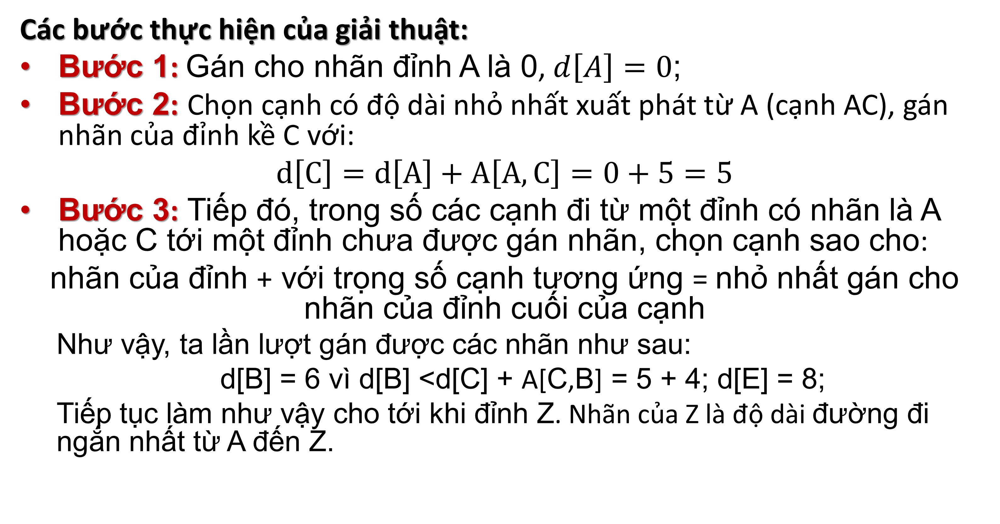 Các bước thực hiện của giải thuật:
• Bước 1: Gán cho nhãn đỉnh A là 0, d[A] = 0;
• Bước 2: Chọn cạnh có độ dài nhỏ nhất xuất phát từ A (cạnh AC), gán
nhãn của đỉnh kề C với:
d[C] = d[A] + A[A, C] = 0 + 5 = 5
• Bước 3: Tiếp đó, trong số các cạnh đi từ một đỉnh có nhãn là A
hoặc C tới một đỉnh chưa được gán nhãn, chọn cạnh sao cho:
nhãn của đỉnh + với trọng số cạnh tương ứng = nhỏ nhất gán cho
nhãn của đỉnh cuối của cạnh
Như vậy, ta lần lượt gán được các nhãn như sau:
d[B] = 6 vì d[B] <d[C] + A[C,B] = 5 + 4; d[E] = 8;
Tiếp tục làm như vậy cho tới khi đỉnh Z. Nhãn của Z là độ dài đường đi
ngắn nhất từ A đến Z.